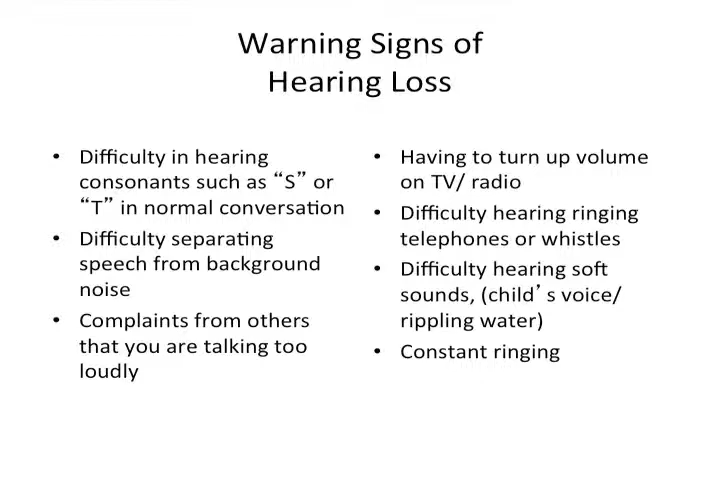 Warning Signs of
Hearing Loss
• Difficulty in hearing
consonants such as “S” or
“T” in normal conversation
• Difficulty separating
speech from background
noise
• Complaints from others
that you are talking too
loudly
• Having to turn up volume
on TV/ radio
• Difficulty hearing ringing
telephones or whistles
• Difficulty hearing soft
sounds, (child’s voice/
rippling water)
• Constant ringing